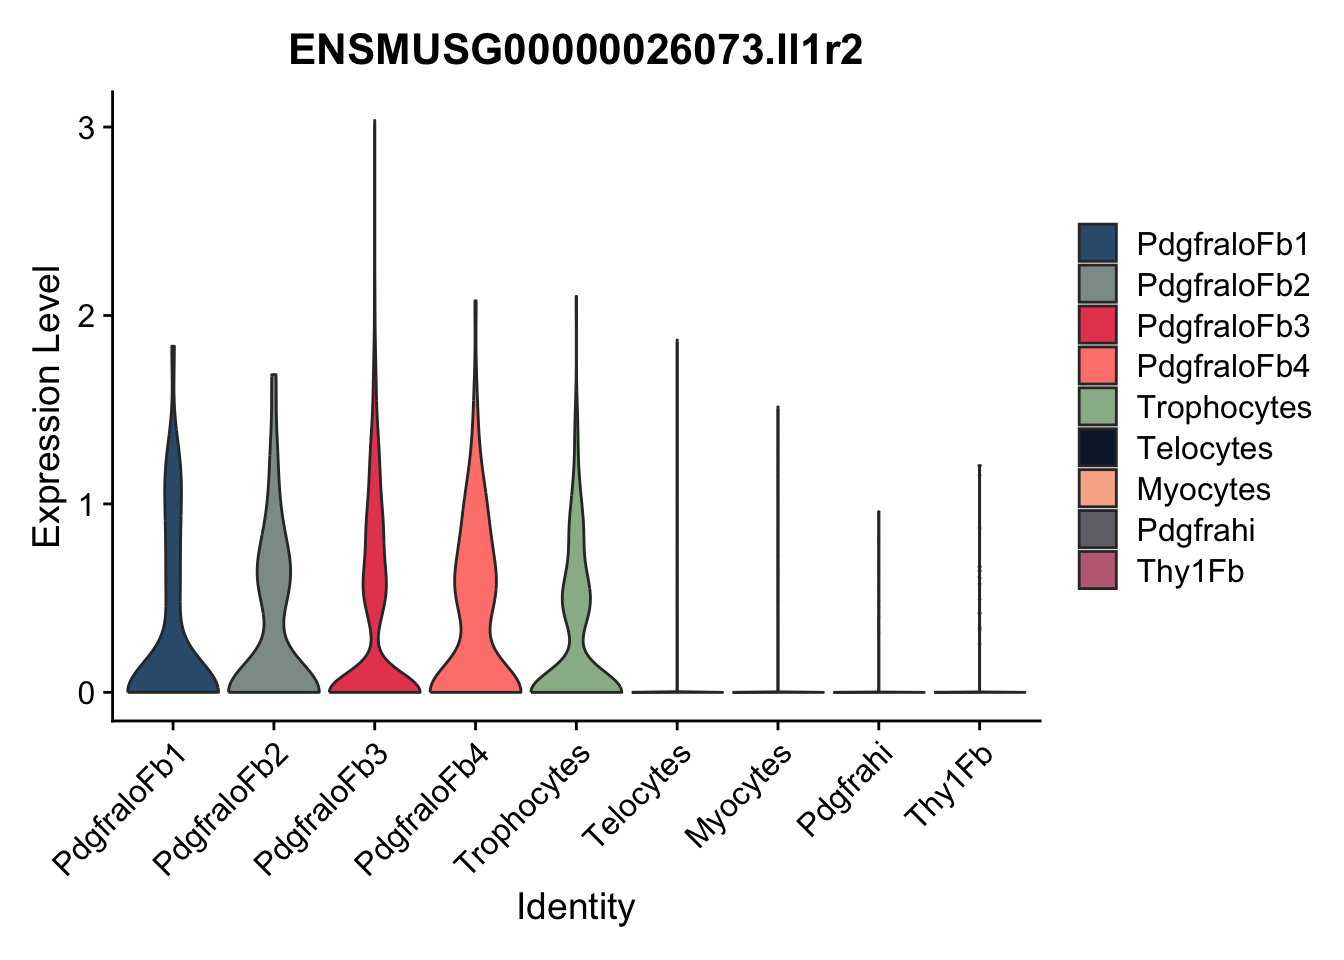 ENSMUSG00000026073.Il1r2
Expression Level
3
2
1
0
PdgfraloFb1
PdgfraloFb2
PdgfraloFb3
PdgfraloFb4
Trophocytes
Telocytes
Myocytes
Pdgfrahi
Thy1Fb
Identity
PdgfraloFb1
PdgfraloFb2
PdgfraloFb3
PdgfraloFb4
Trophocytes
Telocytes
Myocytes
Pdgfrahi
Thy1Fb